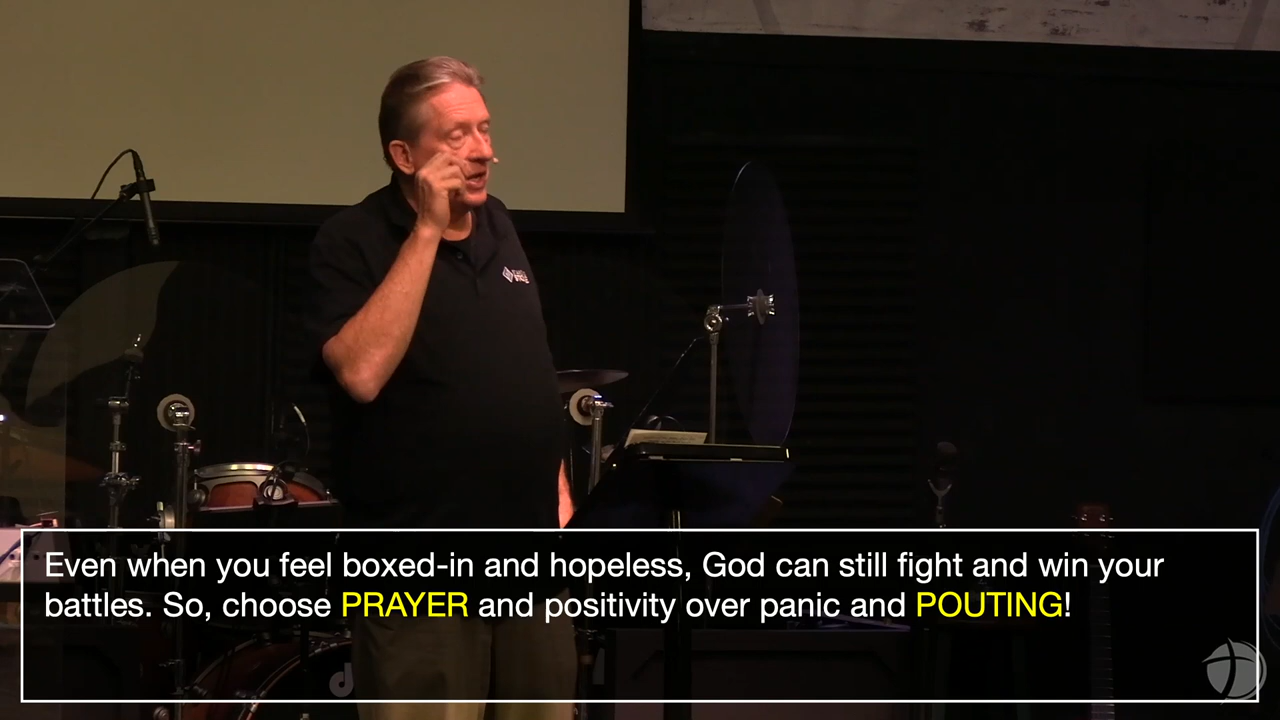 Even when you feel boxed-in and hopeless, God can still fight and win your
battles. So, choose PRAYER and positivity over panic and POUTING!